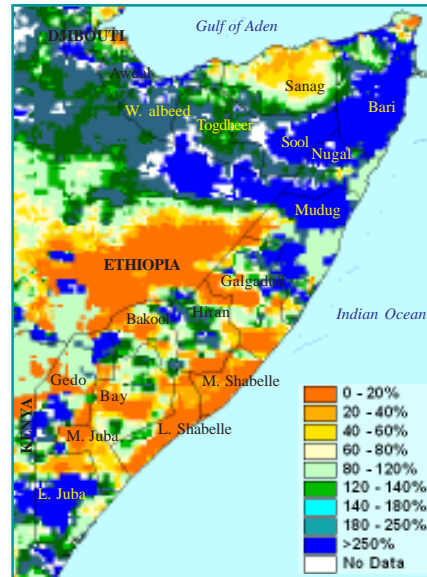 Gulf of Aden
DJIBOUTI
Awdal
Sanag
Bari
W. albeed
Togdheer
Sool
Nugal
Mudug
ETHIOPIA
Galgaduu
Indian Ocean
Hiran
Bakool
Gedo
Bay
M. Shabelle
KENYA
L. Shabelle
M. Juba
L. Juba
0 - 20%
20 - 40%
40 - 60%
60 - 80%
80 - 120%
120 - 140%
140 - 180%
180 - 250%
>250%
No Data